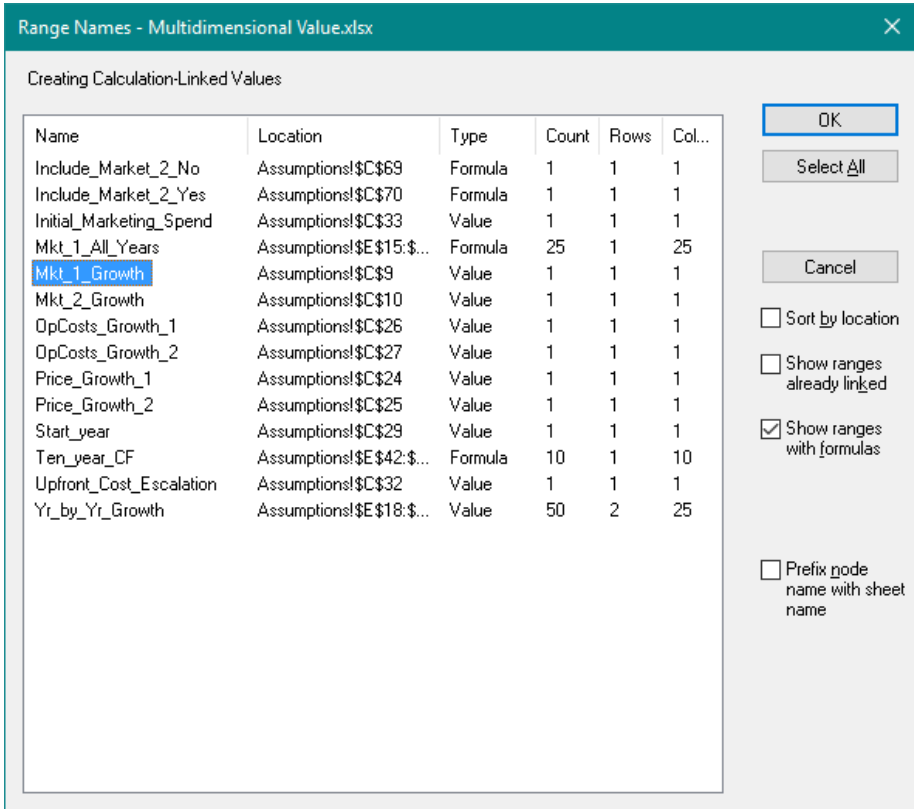 Range Names - Multidimensional Value.xlsx
Creating Calculation-Linked Values
Name Location Type Count Rows Col...
Include_Market_2_No Assumptions!$C$69 Formula 1 1 1
Include_Market_2_Yes Assumptions!$C$70 Formula 1 1 1
Initial_Marketing_Spend Assumptions!$C$33 Value 1 1 1
Mkt_1_All_Years Assumptions!$E$15:$... Formula 25 1 25
Mkt_1_Growth Assumptions!$C$9 Value 1 1 1
Mkt_2_Growth Assumptions!$C$10 Value 1 1 1
OpCosts_Growth_1 Assumptions!$C$26 Value 1 1 1
OpCosts_Growth_2 Assumptions!$C$27 Value 1 1 1
Price_Growth_1 Assumptions!$C$24 Value 1 1 1
Price_Growth_2 Assumptions!$C$25 Value 1 1 1
Start_year Assumptions!$C$29 Value 1 1 1
Ten_year_CF Assumptions!$E$42:$... Formula 10 1 10
Upfront_Cost_Escalation Assumptions!$C$32 Value 1 1 1
Yr_by_Yr_Growth Assumptions!$E$18:$... Value 50 2 25
OK
Select All
Cancel
Sort by location
Show ranges
already linked
Show ranges
with formulas
Prefix node
name with sheet
name